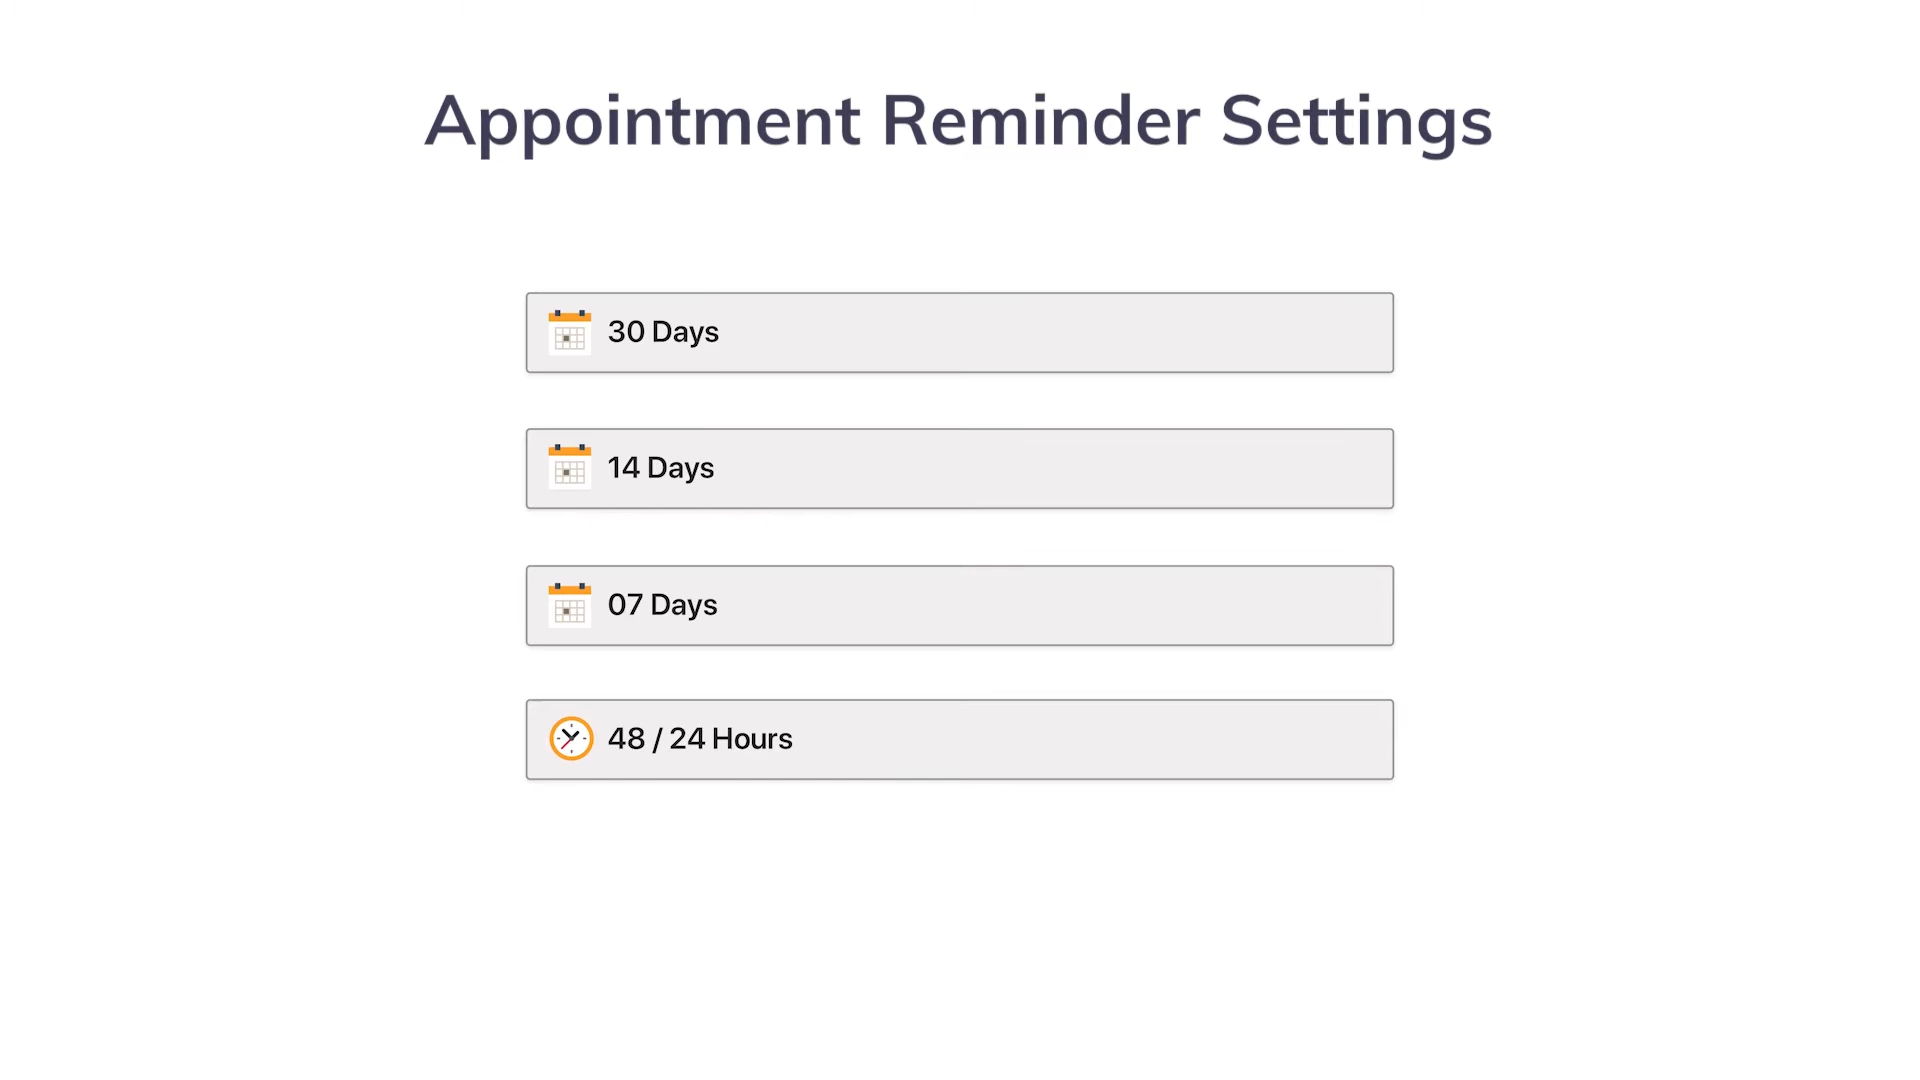 Appointment Reminder Settings
30 Days
14 Days
07 Days
48 / 24 Hours